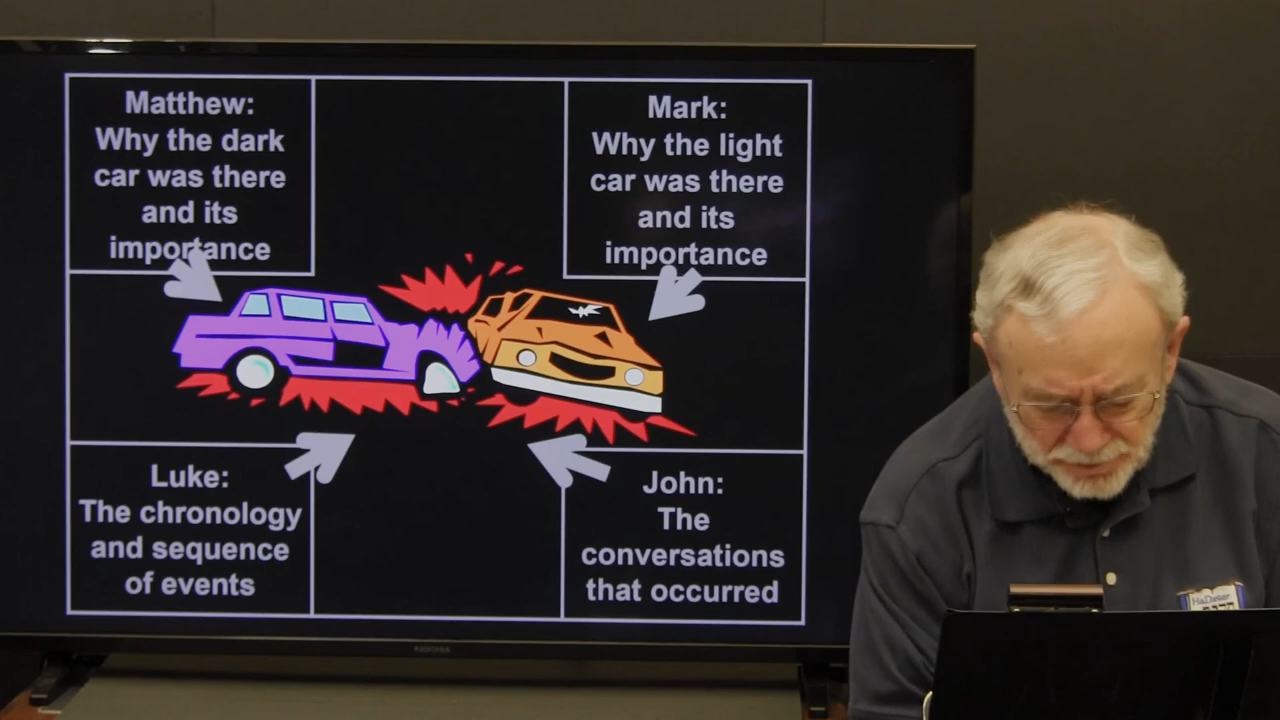 Matthew:
Why the dark
car was there
and its
importance
Mark:
Why the light
car was there
and its
importance
Luke:
The chronology
and sequence
of events
John:
The
conversations
that occurred